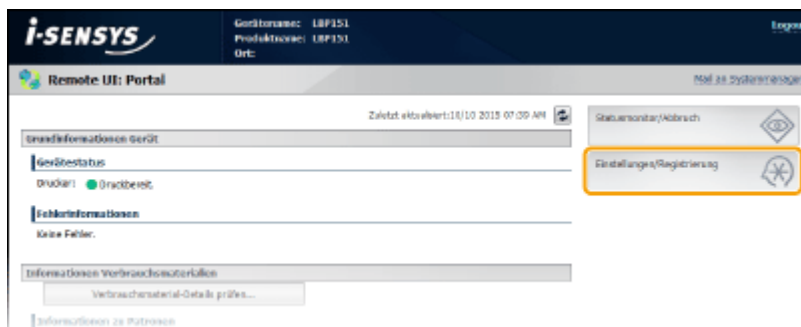 i-SENSYS
Gerätename: LBP151
Produktname: LBP151
Ort:
Logout
Remote UI: Portal
Mail an Systemmanager
Zuletzt aktualisiert:10/10 2015 07:39 AM
Grundinformationen Gerät
Gerätestatus
Drucker: Druckbereit.
Fehlerinformationen
Keine Fehler.
Informationen Verbrauchsmaterialien
Verbrauchsmaterial-Details prüfen...
Informationen zu Patronen
Statusmonitor/Abbruch
Einstellungen/Registrierung